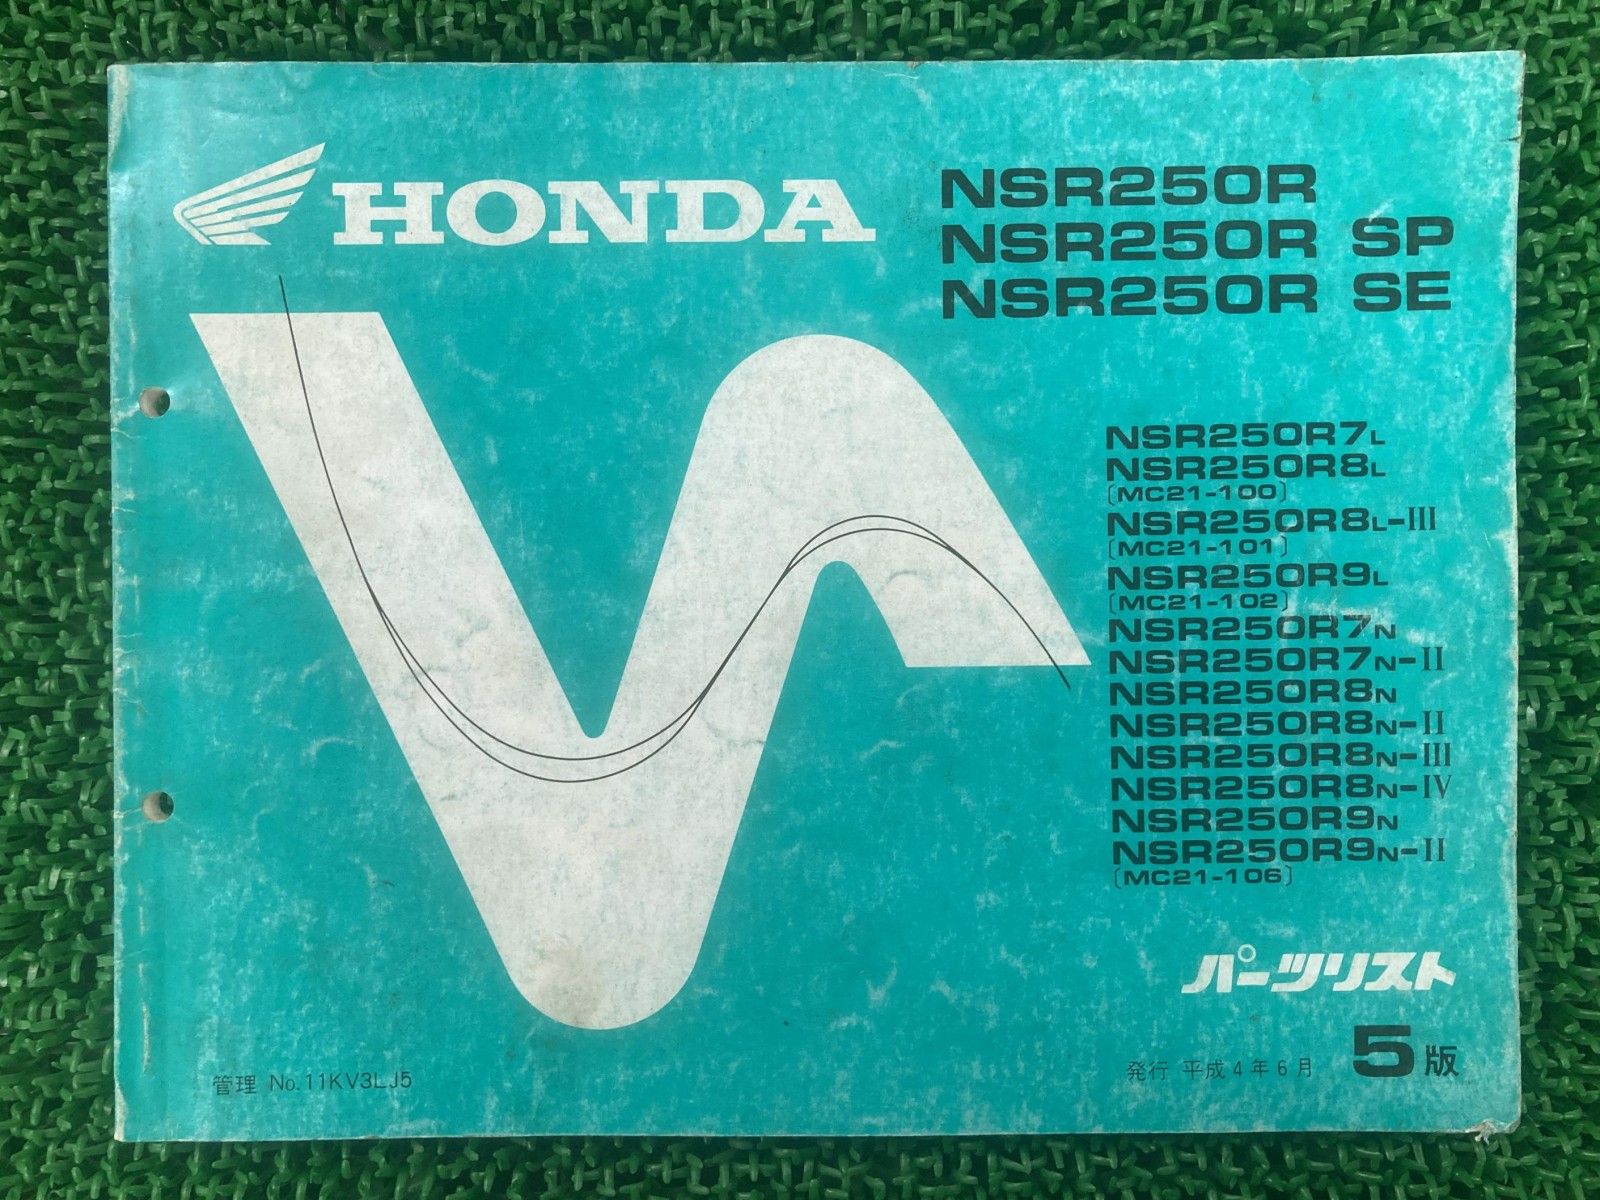 HONDA
NSR250R
NSR250R SP
NSR250R SE
NSR250R7L
NSR250R8L
〔MC21-100〕
NSR250R8L-III
〔MC21-101〕
NSR250R9L
〔MC21-102〕
NSR250R7N
NSR250R7N-II
NSR250R8N
NSR250R8N-II
NSR250R8N-III
NSR250R8N-IV
NSR250R9N
NSR250R9N-II
〔MC21-106〕
パーツリスト
管理 No.11KV3LJ5
発行 平成4年6月 5版